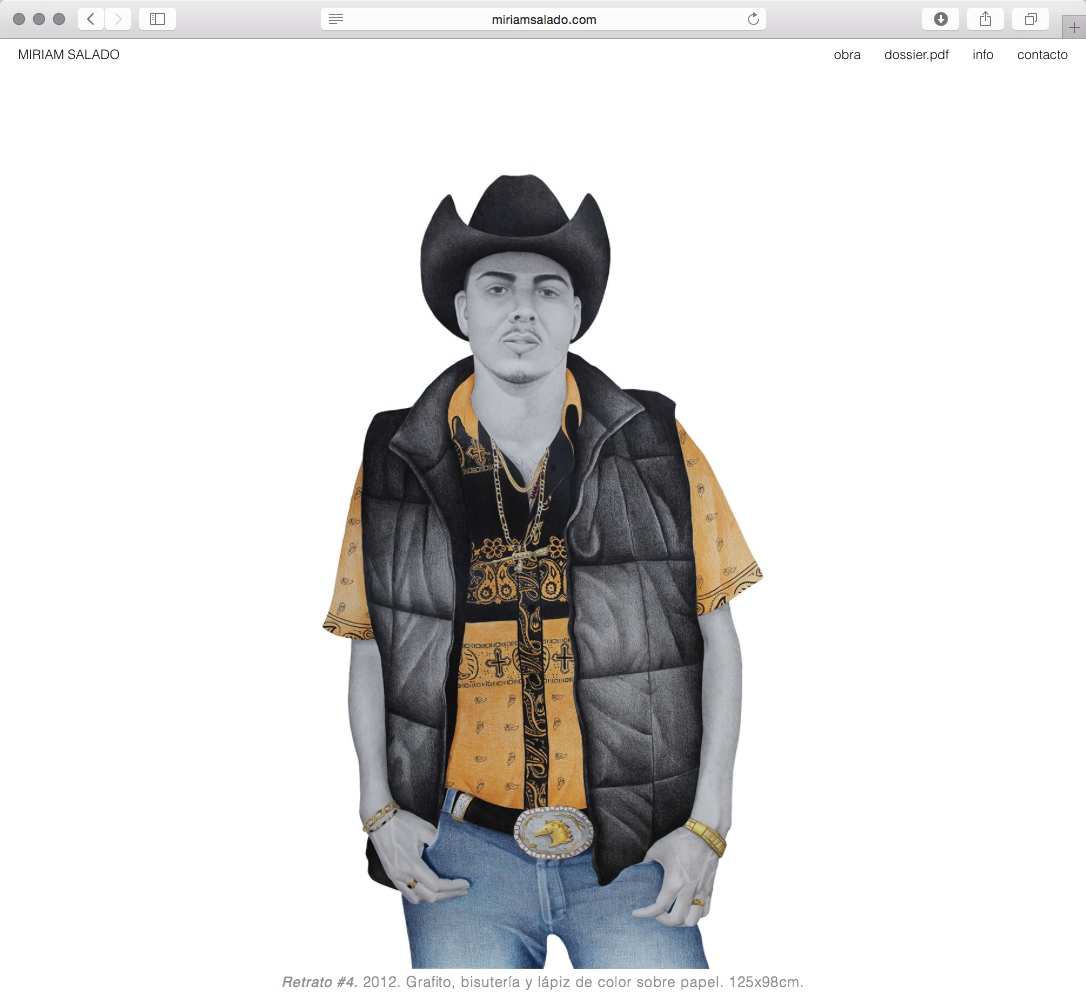 miriamsalado.com
MIRIAM SALADO
obra dossier.pdf info contacto
Retrato #4. 2012. Grafito, bisutería y lápiz de color sobre papel. 125x98cm.